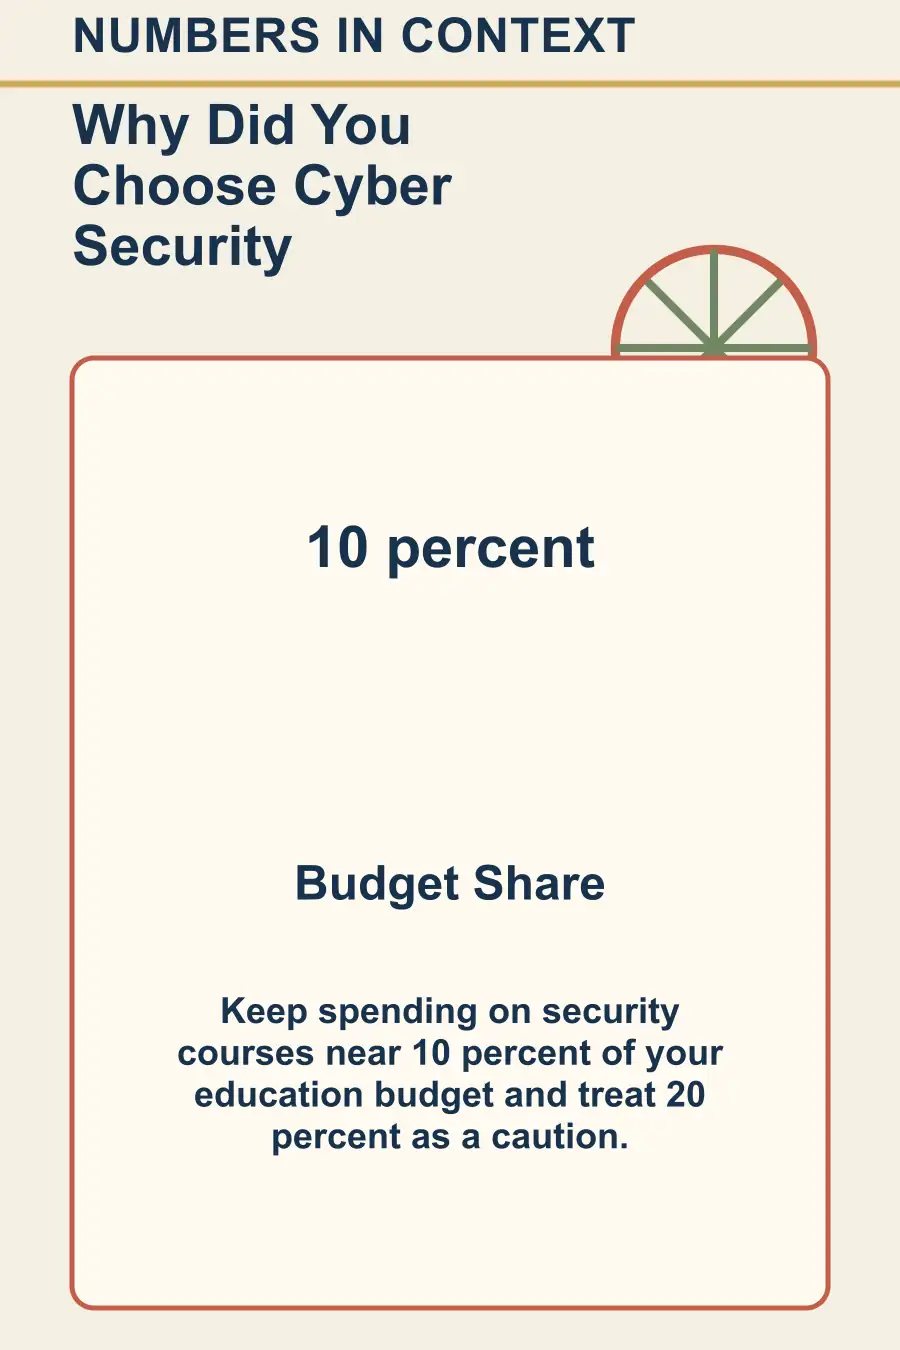 NUMBERS IN CONTEXT
Why Did You
Choose Cyber
Security
10 percent
Budget Share
Keep spending on security
courses near 10 percent of your
education budget and treat 20
percent as a caution.